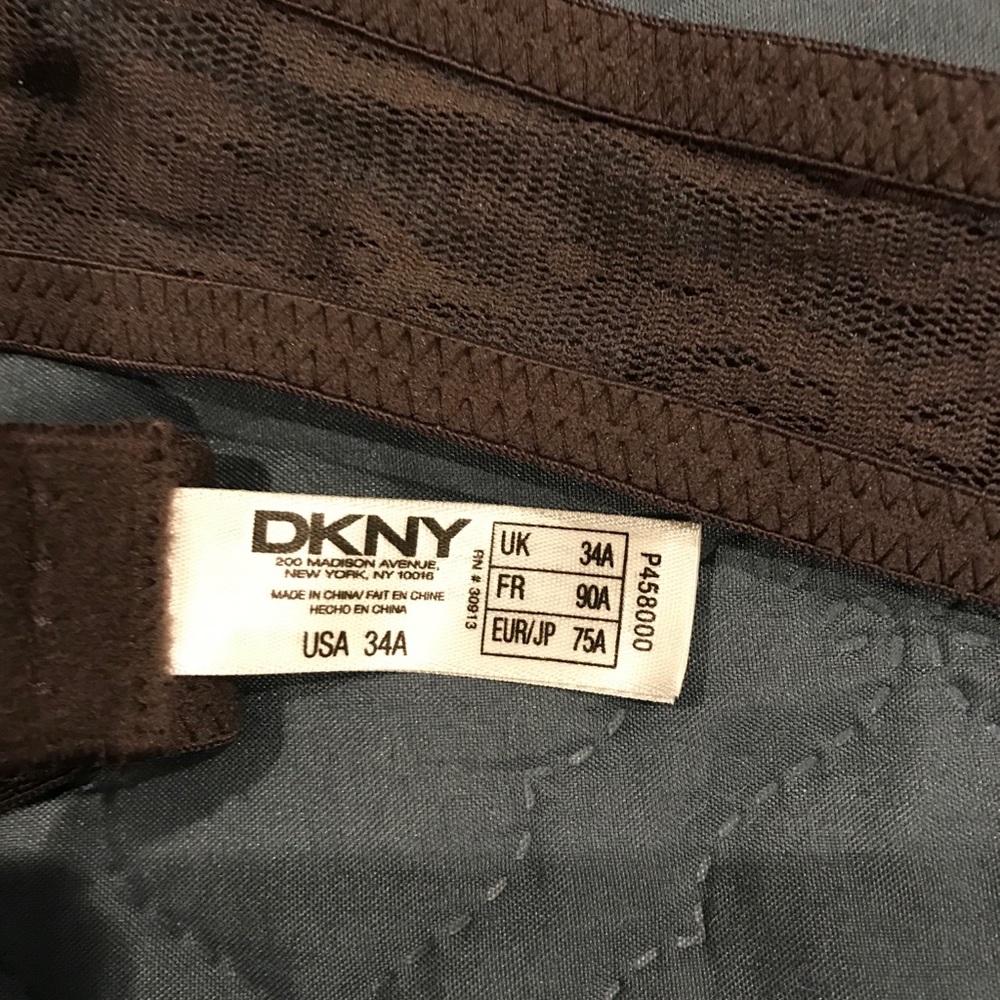 DKNY
200 MADISON AVENUE,
NEW YORK, NY 10016
MADE IN CHINA/ FAIT EN CHINE
HECHO EN CHINA
USA 34A
RN # 30913
UK 34A
FR 90A
EUR/JP 75A
P458000